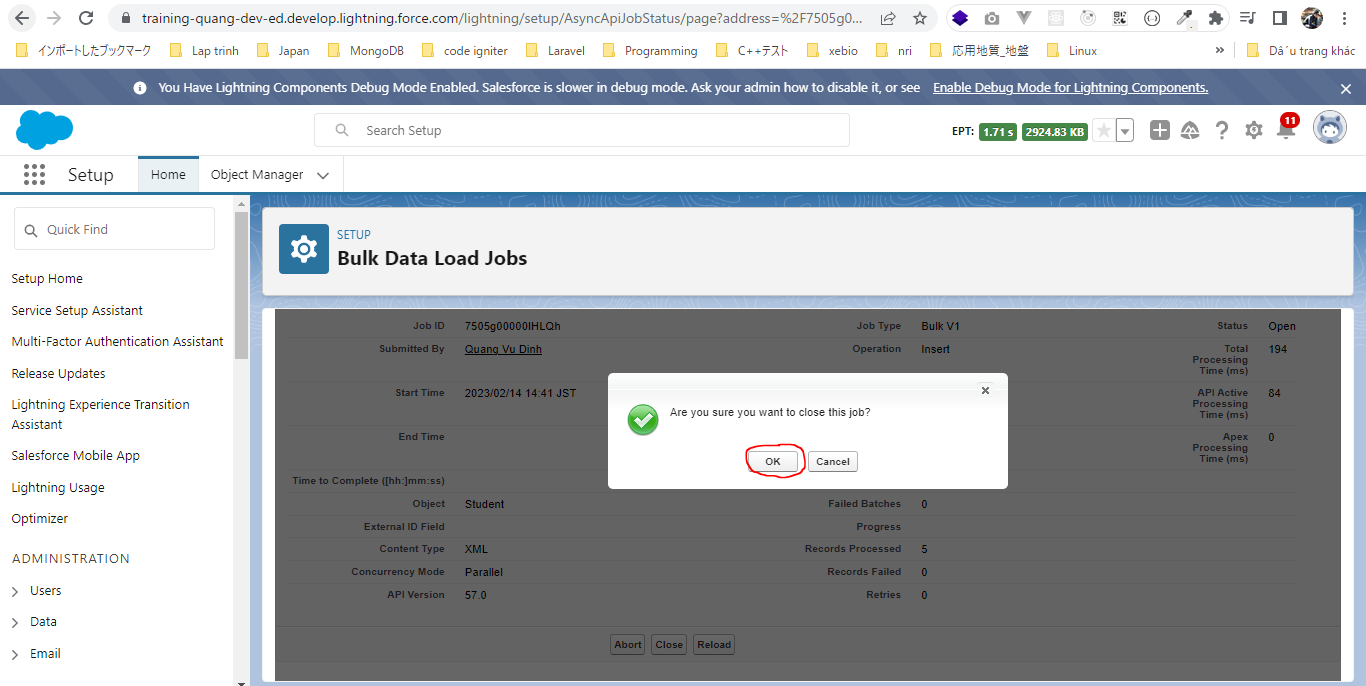 training-quang-dev-ed.develop.lightning.force.com/lightning/setup/AsyncApiJobStatus/page?address=%2F7505g0...
インポートしたブックマーク Lap trinh Japan MongoDB code igniter Laravel Programming C++テスト xebio nri 応用地質_地盤 Linux » Dấu trang khác
You Have Lightning Components Debug Mode Enabled. Salesforce is slower in debug mode. Ask your admin how to disable it, or see Enable Debug Mode for Lightning Components.
Search Setup
EPT: 1.71 s 2924.83 KB 11
Setup Home Object Manager
Quick Find
Setup Home
Service Setup Assistant
Multi-Factor Authentication Assistant
Release Updates
Lightning Experience Transition
Assistant
Salesforce Mobile App
Lightning Usage
Optimizer
ADMINISTRATION
Users
Data
Email
SETUP
Bulk Data Load Jobs
Job ID 7505g00000IHLQh Job Type Bulk V1 Status Open
Submitted By Quang Vu Dinh Operation Insert Total
Processing
Time (ms) 194
Start Time 2023/02/14 14:41 JST API Active
Processing
Time (ms) 84
End Time Apex
Processing
Time (ms) 0
Are you sure you want to close this job?
OK Cancel
Time to Complete ([hh:]mm:ss)
Object Student Failed Batches 0
External ID Field Progress
Content Type XML Records Processed 5
Concurrency Mode Parallel Records Failed 0
API Version 57.0 Retries 0
Abort Close Reload